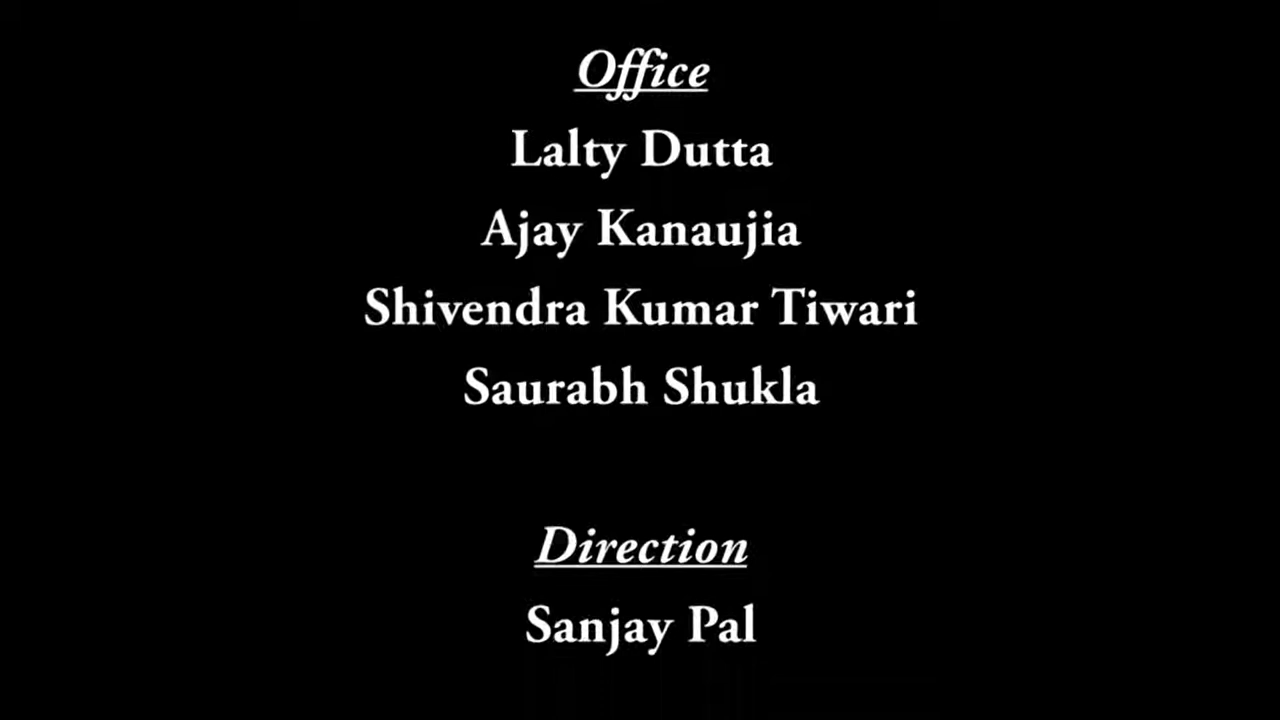 Office
Lalty Dutta
Ajay Kanaujia
Shivendra Kumar Tiwari
Saurabh Shukla
Direction
Sanjay Pal